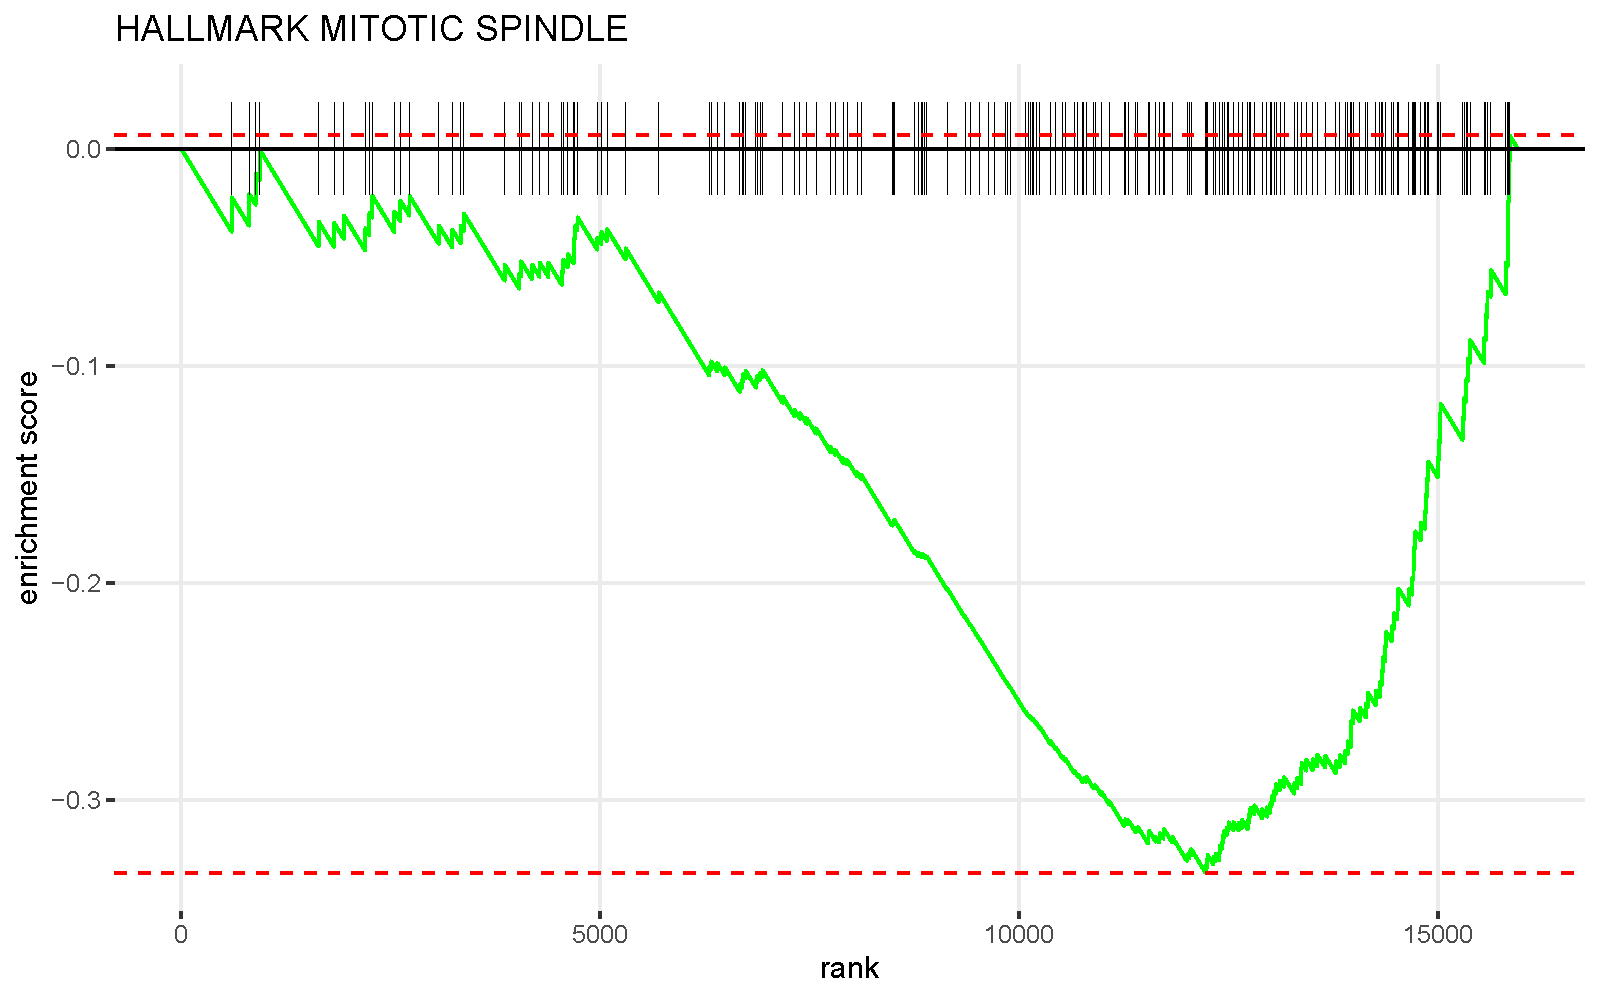 HALLMARK MITOTIC SPINDLE
enrichment score
0.0
−0.1
−0.2
−0.3
0
5000
10000
15000
rank